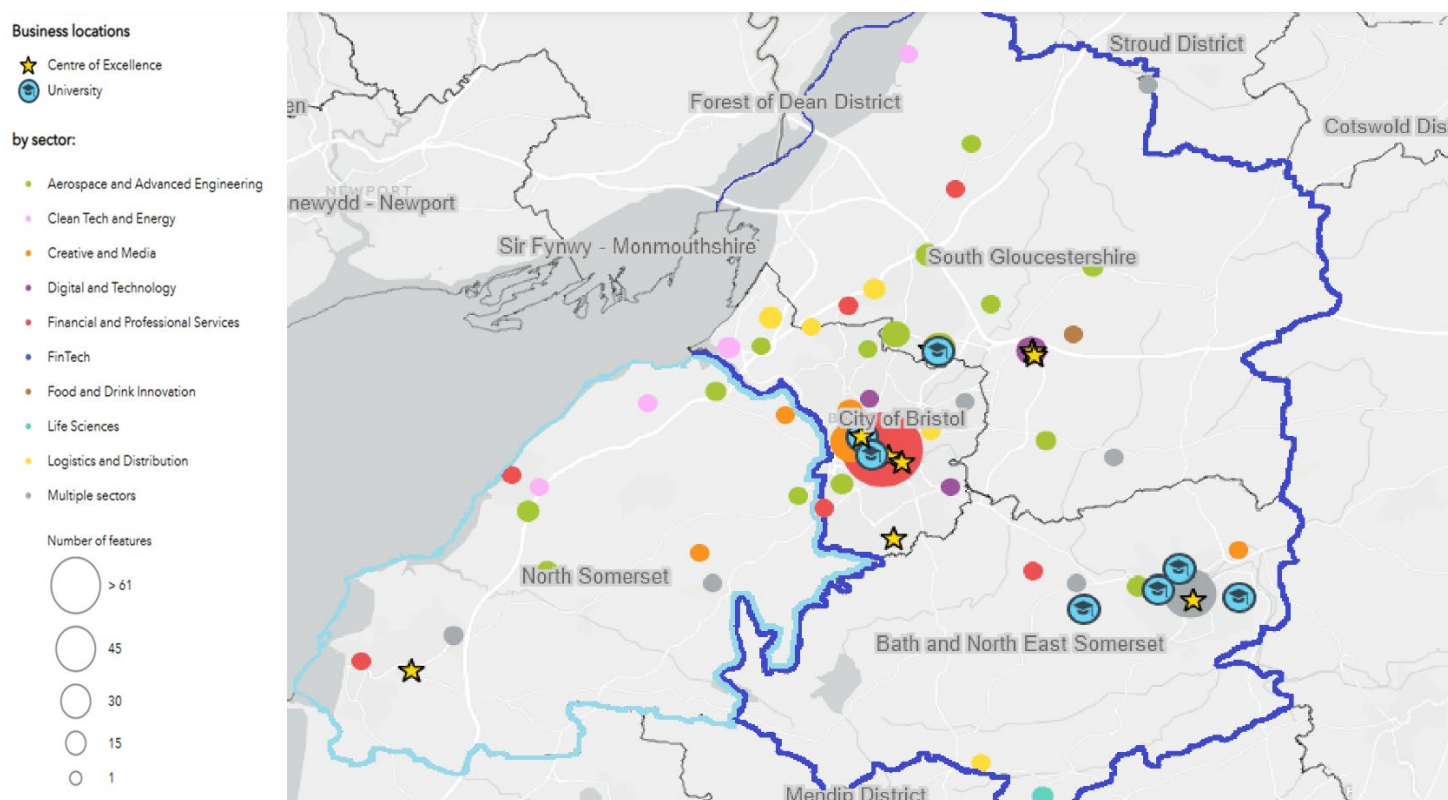 Business locations
Centre of Excellence
University
by sector:
Aerospace and Advanced Engineering
Clean Tech and Energy
Creative and Media
Digital and Technology
Financial and Professional Services
FinTech
Food and Drink Innovation
Life Sciences
Logistics and Distribution
Multiple sectors
Number of features
> 61
45
30
15
1
Stroud District
Forest of Dean District
en
Cotswold Dis
NEWPORT
newydd - Newport
Sir Fynwy - Monmouthshire
South Gloucestershire
City of Bristol
North Somerset
Bath and North East Somerset
Mendip District